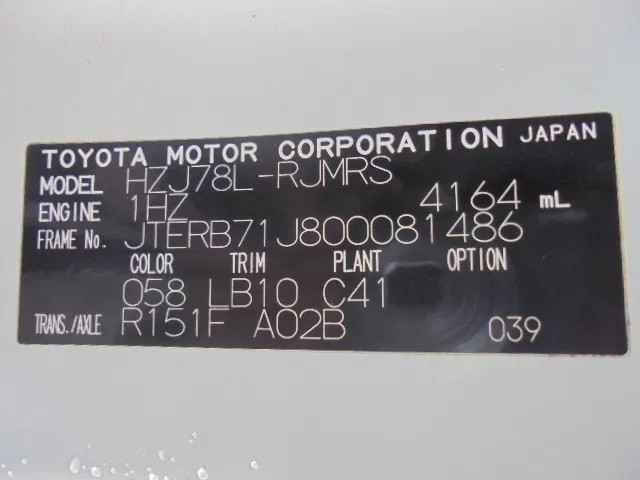 TOYOTA MOTOR CORPORATION JAPAN
MODEL HZJ78L-RJMRS
ENGINE 1HZ 4164 mL
FRAME No. JTERB71J800081486
COLOR TRIM PLANT OPTION
058 LB10 C41
TRANS./AXLE R151F A02B 039